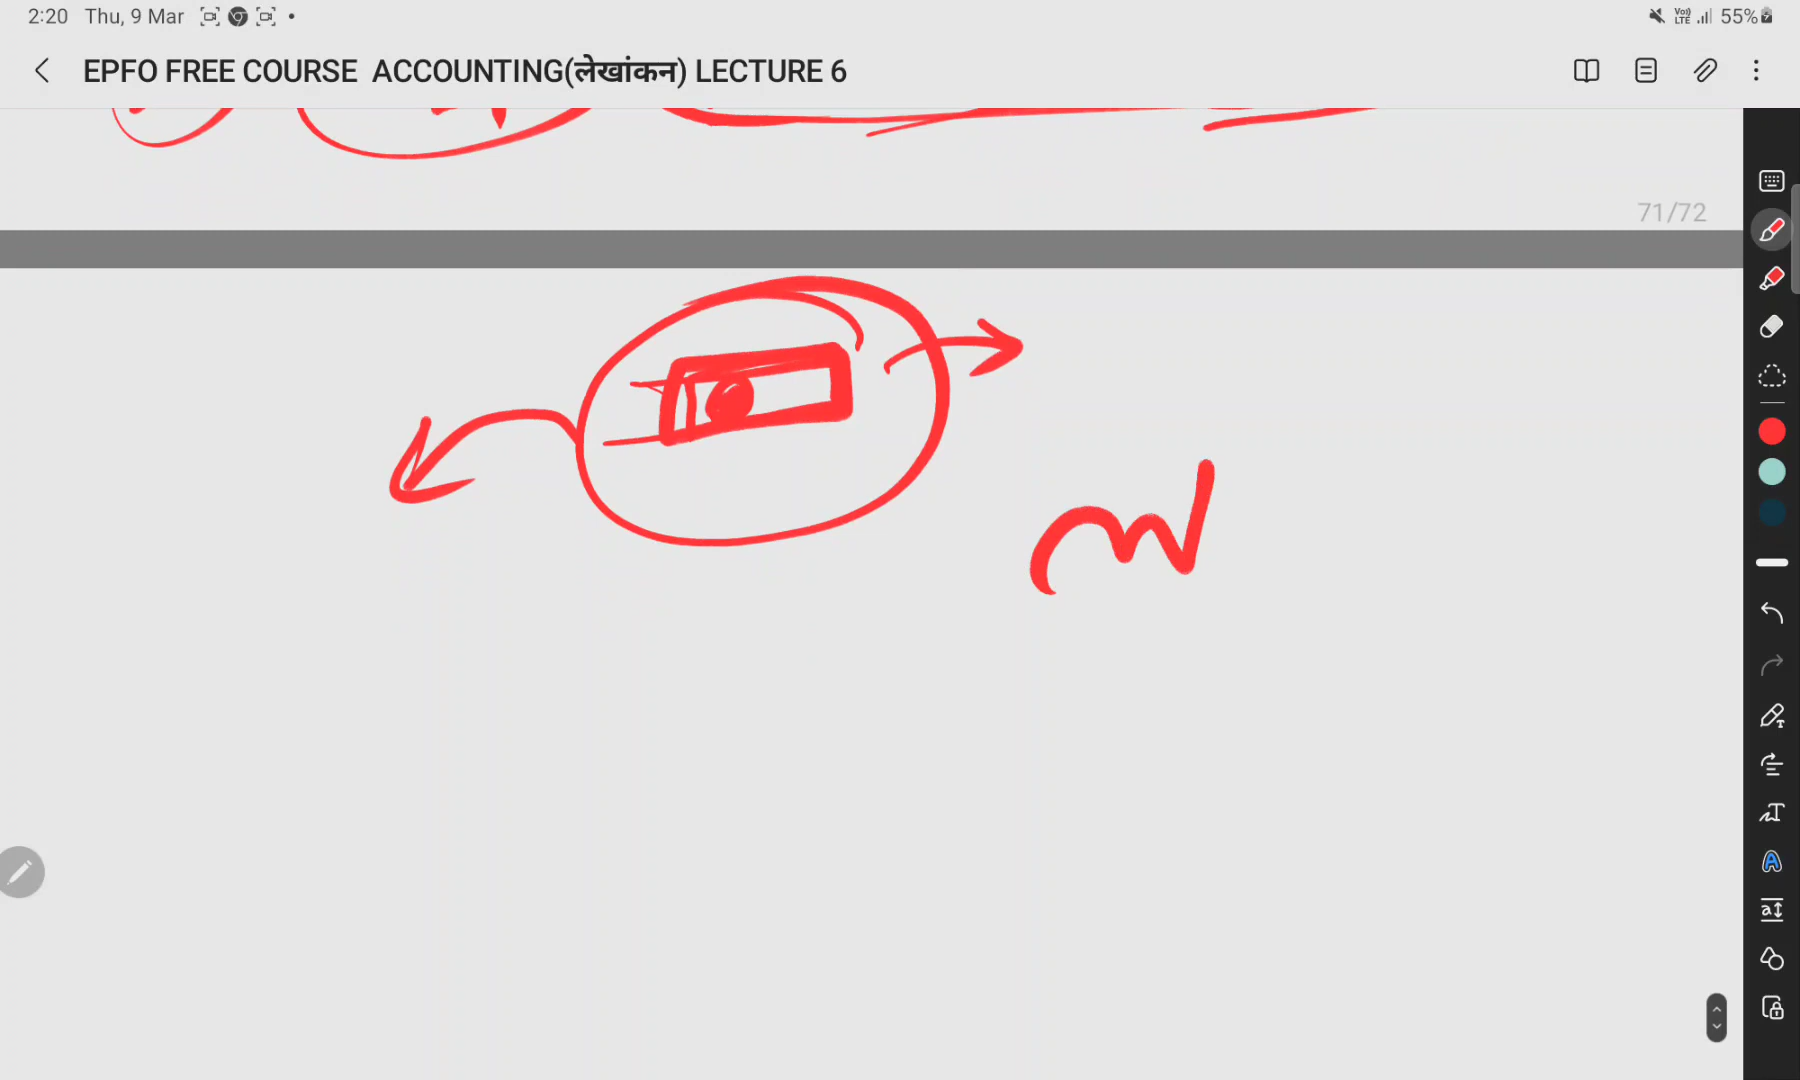 2:20 Thu, 9 Mar 55%
EPFO FREE COURSE ACCOUNTING(लेखांकन) LECTURE 6
71/72